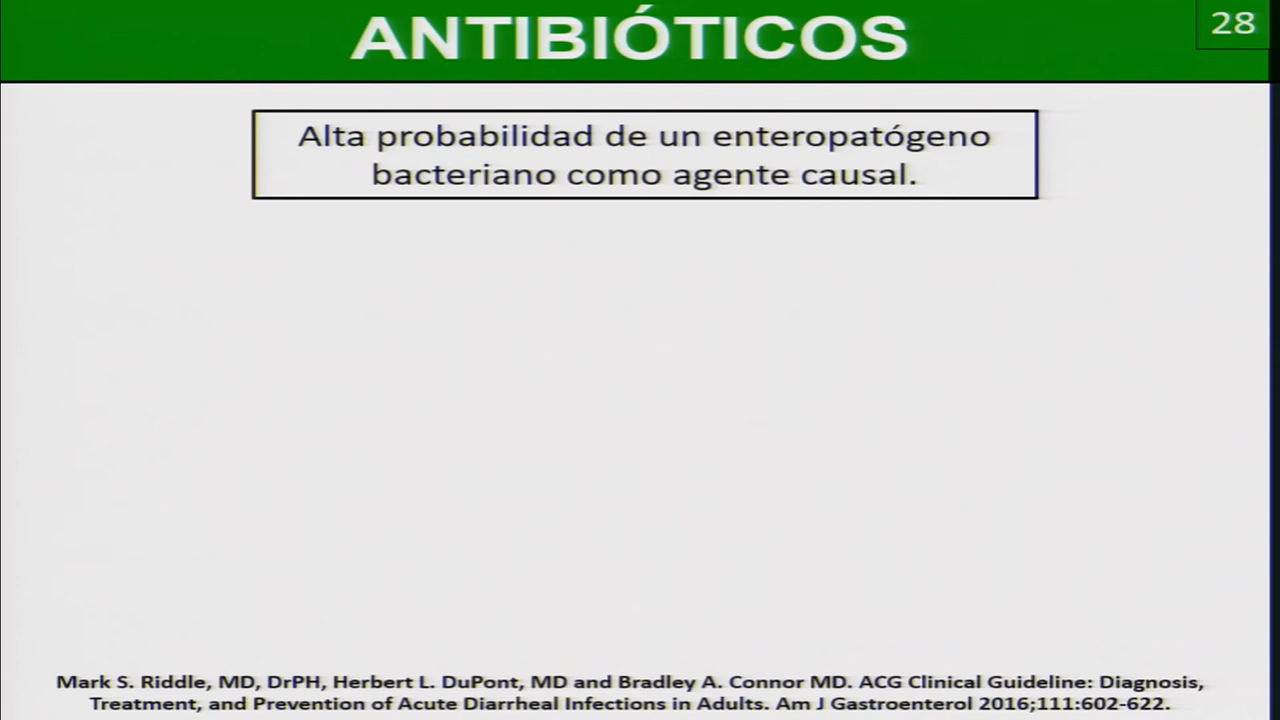 ANTIBIÓTICOS
28
Alta probabilidad de un enteropatógeno
bacteriano como agente causal.
Mark S. Riddle, MD, DrPH, Herbert L. DuPont, MD and Bradley A. Connor MD. ACG Clinical Guideline: Diagnosis,
Treatment, and Prevention of Acute Diarrheal Infections in Adults. Am J Gastroenterol 2016;111:602-622.